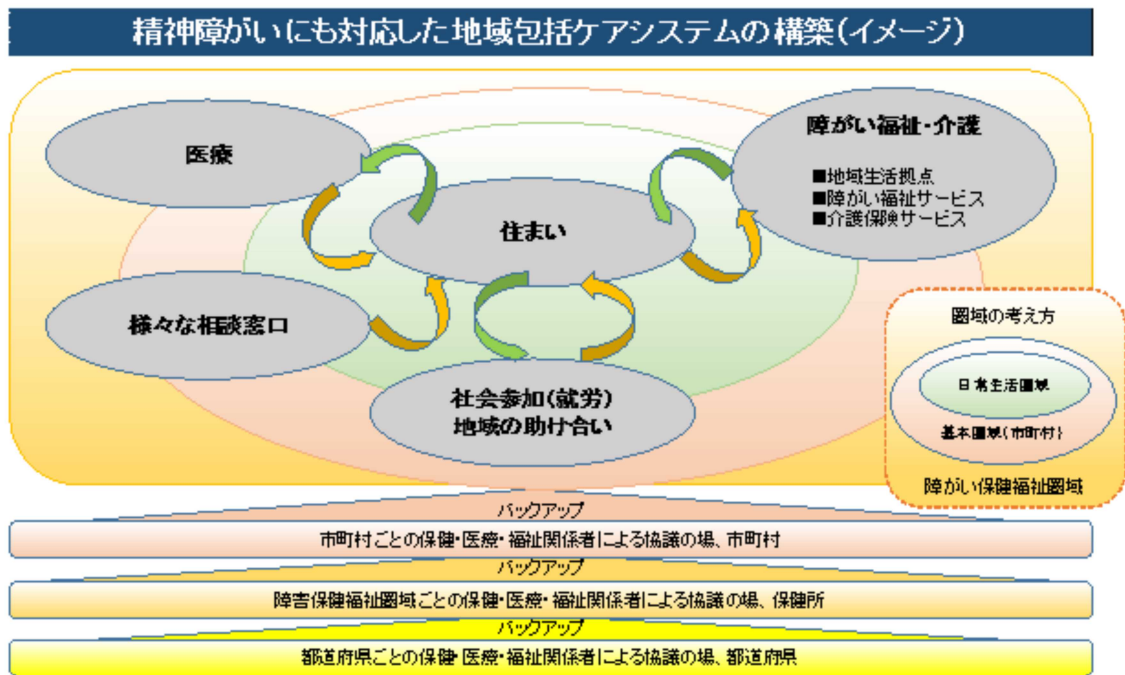 精神障がいにも対応した地域包括ケアシステムの構築(イメージ)
医療
障がい福祉・介護
■地域生活拠点
■障がい福祉サービス
■介護保険サービス
住まい
様々な相談窓口
社会参加(就労)
地域の助け合い
圏域の考え方
日常生活圏域
基本圏域(市町村)
障がい保健福祉圏域
バックアップ
市町村ごとの保健・医療・福祉関係者による協議の場、市町村
バックアップ
障害保健福祉圏域ごとの保健・医療・福祉関係者による協議の場、保健所
バックアップ
都道府県ごとの保健・医療・福祉関係者による協議の場、都道府県